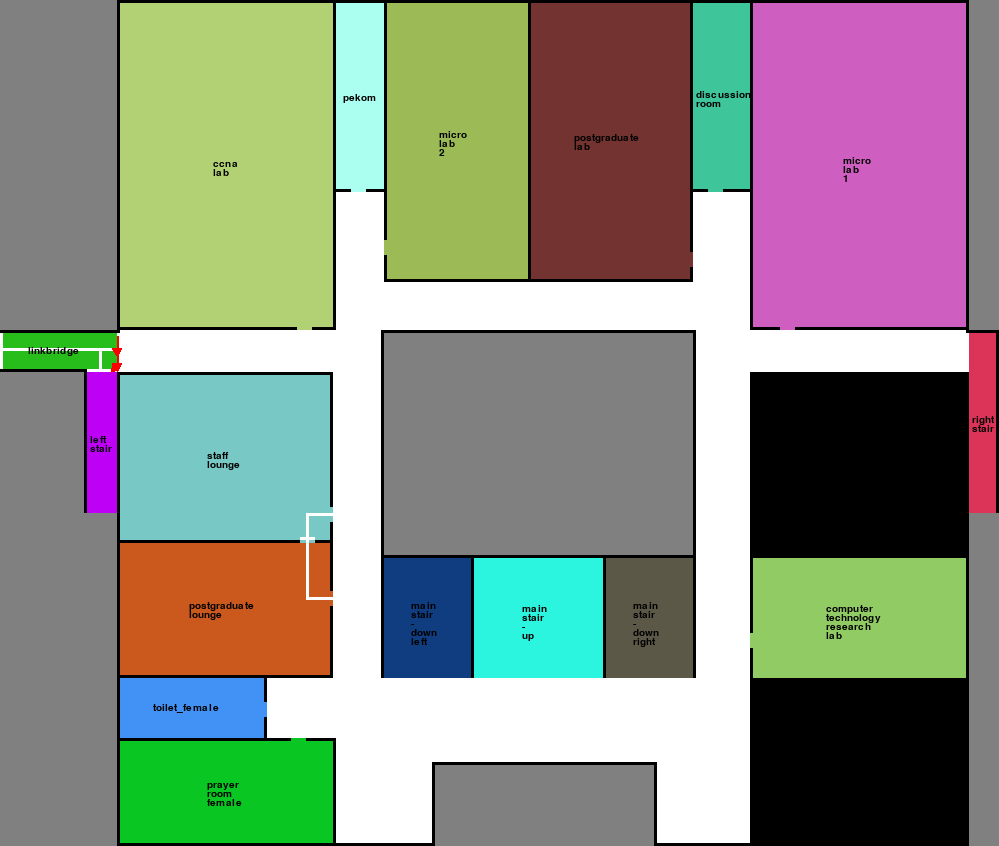 ccna
lab
pekom
micro
lab
2
postgraduate
lab
discussion
room
micro
lab
1
linkbridge
left
stair
staff
lounge
right
stair
postgraduate
lounge
main
stair
-
down
left
main
stair
-
up
main
stair
-
down
right
computer
technology
research
lab
toilet_female
prayer
room
female